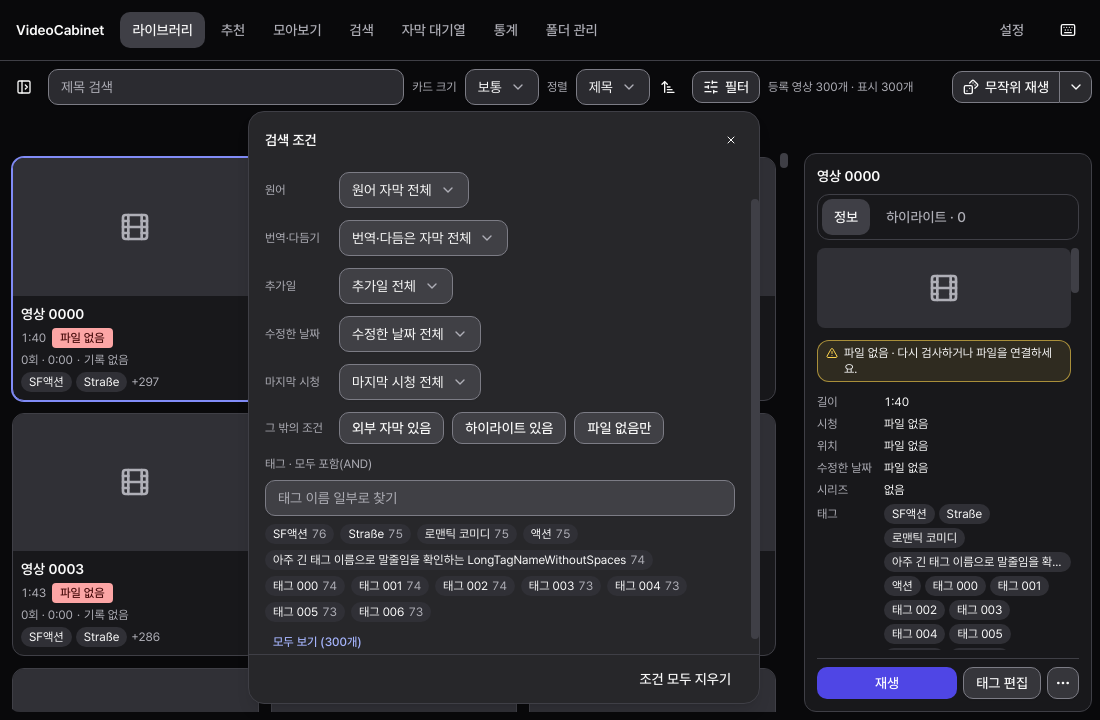 VideoCabinet 라이브러리 추천 모아보기 검색 자막 대기열 통계 폴더 관리 설정
제목 검색 카드 크기 보통 정렬 제목 필터 등록 영상 300개 · 표시 300개 무작위 재생
검색 조건
원어 원어 자막 전체
번역·다듬기 번역·다듬은 자막 전체
추가일 추가일 전체
수정한 날짜 수정한 날짜 전체
마지막 시청 마지막 시청 전체
그 밖의 조건 외부 자막 있음 하이라이트 있음 파일 없음만
태그 · 모두 포함(AND)
태그 이름 일부로 찾기
SF액션 76 Straße 75 로맨틱 코미디 75 액션 75
아주 긴 태그 이름으로 말줄임을 확인하는 LongTagNameWithoutSpaces 74
태그 000 74 태그 001 74 태그 002 74 태그 003 73 태그 004 73
태그 005 73 태그 006 73
모두 보기 (300개)
조건 모두 지우기
영상 0000
1:40 파일 없음
0회 · 0:00 · 기록 없음
SF액션 Straße +297
영상 0003
1:43 파일 없음
0회 · 0:00 · 기록 없음
SF액션 Straße +286
영상 0000
정보 하이라이트 · 0
파일 없음 · 다시 검사하거나 파일을 연결하세
요.
길이 1:40
시청 파일 없음
위치 파일 없음
수정한 날짜 파일 없음
시리즈 없음
태그 SF액션 Straße
로맨틱 코미디
아주 긴 태그 이름으로 말줄임을 확...
액션 태그 000 태그 001
태그 002 태그 003
태그 004 태그 005
재생 태그 편집